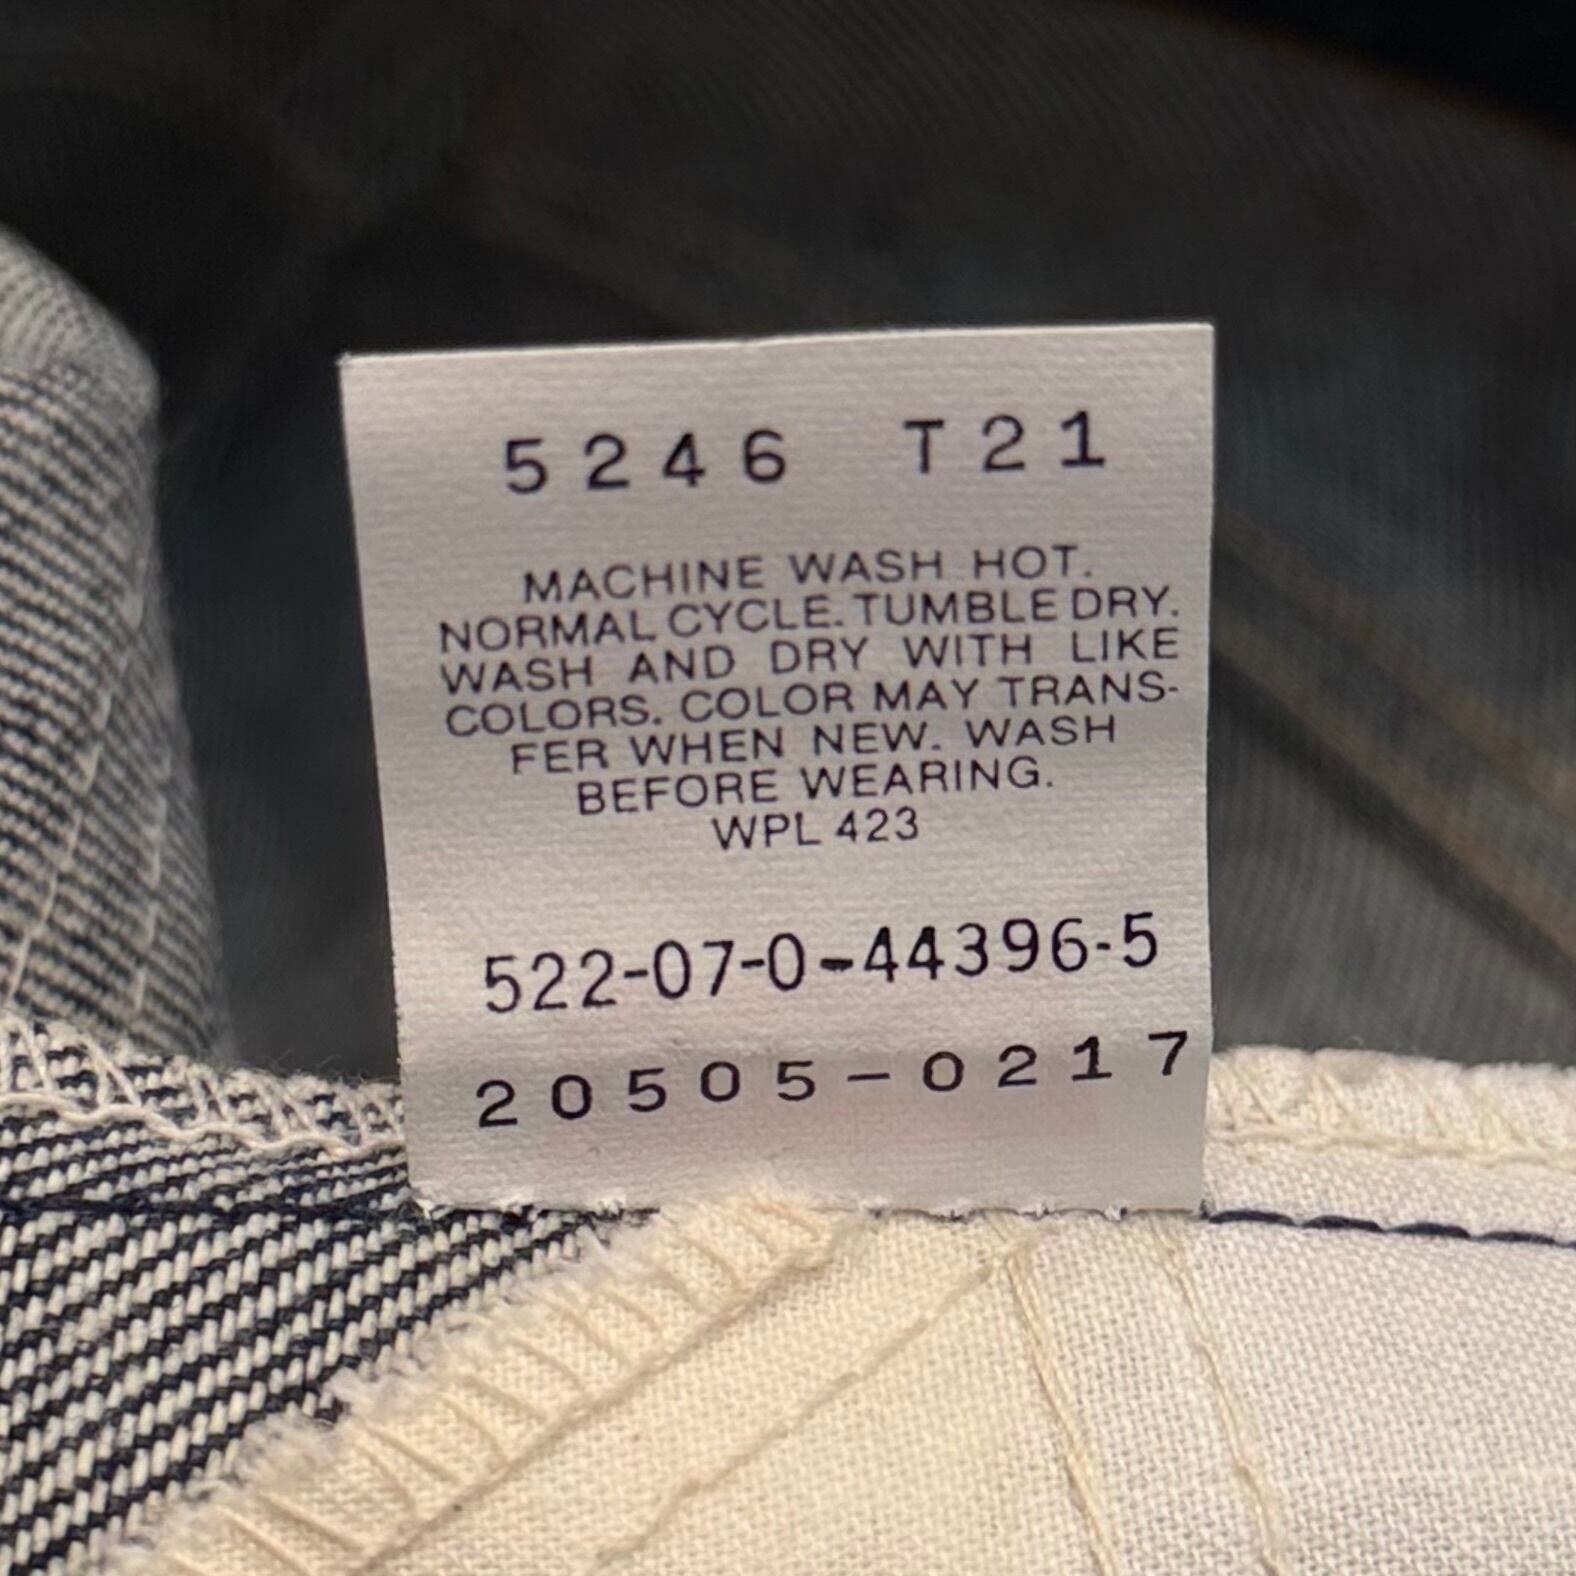 5246 T21
MACHINE WASH HOT.
NORMAL CYCLE. TUMBLE DRY.
WASH AND DRY WITH LIKE
COLORS. COLOR MAY TRANS-
FER WHEN NEW. WASH
BEFORE WEARING.
WPL 423
522-07-0-44396-5
20505-0217